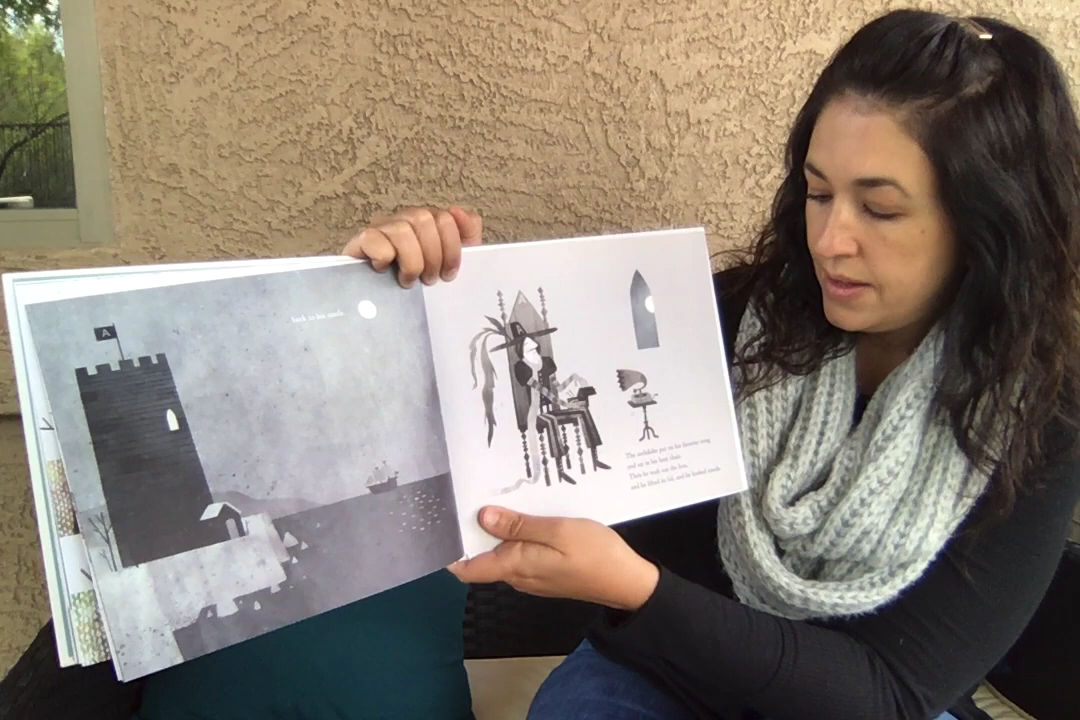 back to his castle.
A
A
The archduke put on his favorite song
and sat in his best chair.
Then he took out the box,
and he lifted its lid, and he looked inside.